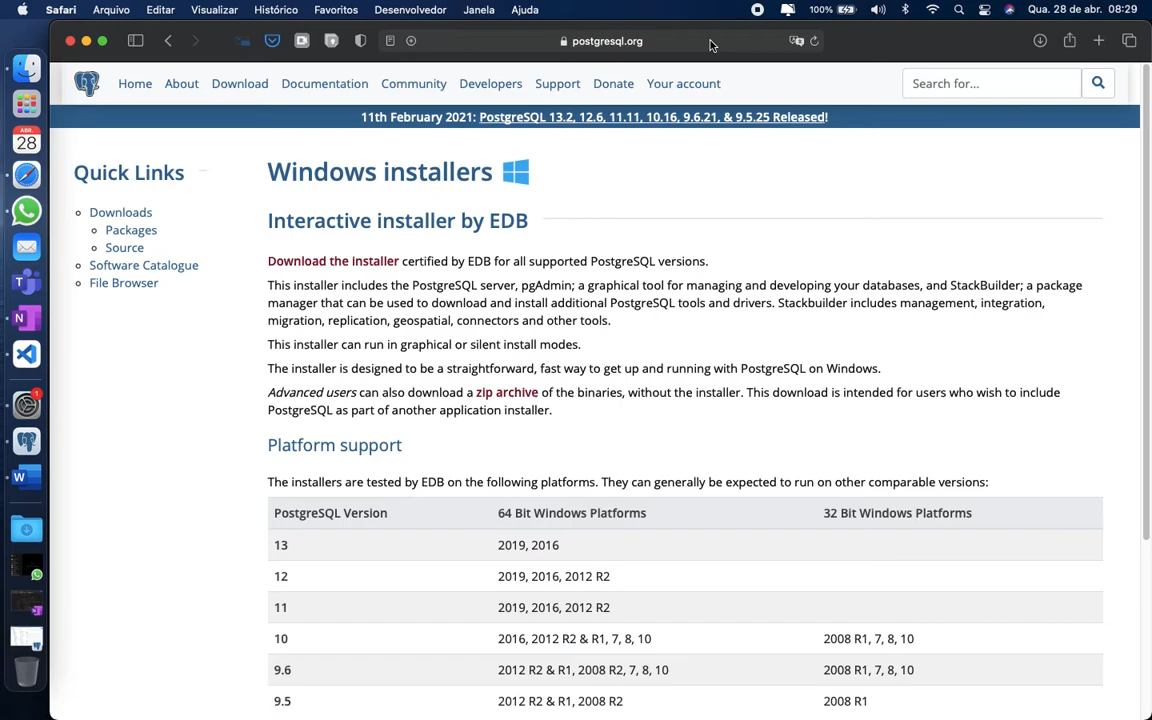 Safari Arquivo Editar Visualizar Histórico Favoritos Desenvolvedor Janela Ajuda 100% Qua. 28 de abr. 08:29
postgresql.org
Home About Download Documentation Community Developers Support Donate Your account Search for...
11th February 2021: PostgreSQL 13.2, 12.6, 11.11, 10.16, 9.6.21, & 9.5.25 Released!
ABR.
28
N
W
1
Quick Links
Downloads
Packages
Source
Software Catalogue
File Browser
Windows installers
Interactive installer by EDB
Download the installer certified by EDB for all supported PostgreSQL versions.
This installer includes the PostgreSQL server, pgAdmin; a graphical tool for managing and developing your databases, and StackBuilder; a package
manager that can be used to download and install additional PostgreSQL tools and drivers. Stackbuilder includes management, integration,
migration, replication, geospatial, connectors and other tools.
This installer can run in graphical or silent install modes.
The installer is designed to be a straightforward, fast way to get up and running with PostgreSQL on Windows.
Advanced users can also download a zip archive of the binaries, without the installer. This download is intended for users who wish to include
PostgreSQL as part of another application installer.
Platform support
The installers are tested by EDB on the following platforms. They can generally be expected to run on other comparable versions:
PostgreSQL Version 64 Bit Windows Platforms 32 Bit Windows Platforms
13 2019, 2016
12 2019, 2016, 2012 R2
11 2019, 2016, 2012 R2
10 2016, 2012 R2 & R1, 7, 8, 10 2008 R1, 7, 8, 10
9.6 2012 R2 & R1, 2008 R2, 7, 8, 10 2008 R1, 7, 8, 10
9.5 2012 R2 & R1, 2008 R2 2008 R1